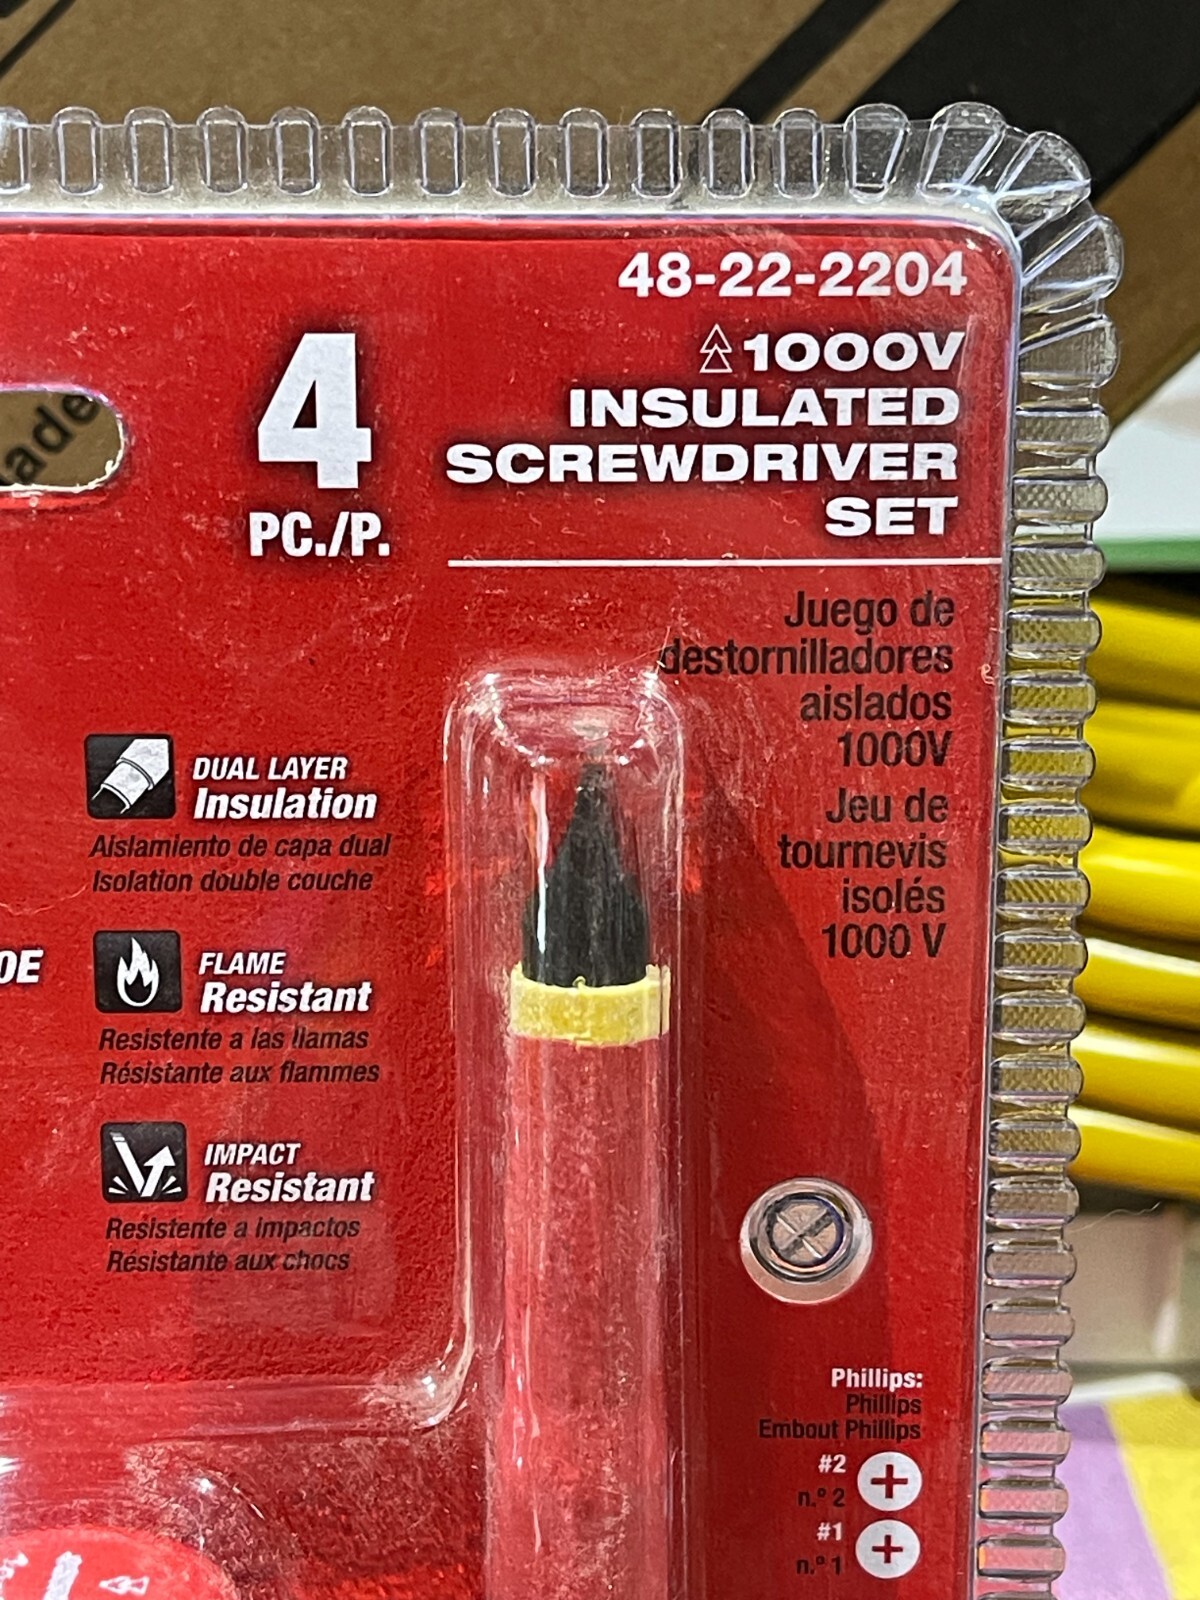 48-22-2204
1000V
INSULATED
SCREWDRIVER
SET
4
PC./P.
ade
Juego de
destornilladores
aislados
1000V
Jeu de
tournevis
isolés
1000 V
DUAL LAYER
Insulation
Aislamiento de capa dual
Isolation double couche
OE
FLAME
Resistant
Resistente a las llamas
Résistante aux flammes
IMPACT
Resistant
Resistente a impactos
Résistante aux chocs
Phillips:
Phillips
Embout Phillips
#2
n.º 2
#1
n.º 1